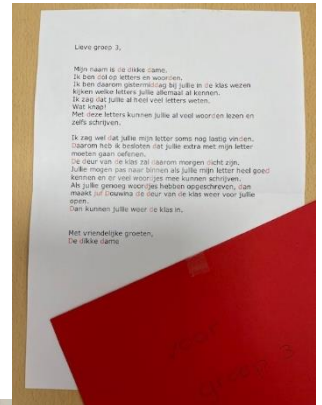 Lieve groep 3,
Mijn naam is de dikke dame.
Ik ben dol op letters en woorden.
Ik ben daarom gistermiddag bij jullie in de klas wezen
kijken welke letters jullie allemaal al kennen.
Ik zag dat jullie al heel veel letters weten.
Wat knap!
Met deze letters kunnen jullie al veel woorden lezen en
zelfs schrijven.
Ik zag wel dat jullie mijn letter soms nog lastig vinden.
Daarom heb ik besloten dat jullie extra met mijn letter
moeten gaan oefenen.
De deur van de klas zal daarom morgen dicht zijn.
Jullie mogen pas naar binnen als jullie mijn letter heel goed
kennen en er veel woordjes mee kunnen schrijven.
Als jullie genoeg woordjes hebben opgeschreven, dan
maakt juf Douwina de deur van de klas weer voor jullie
open.
Dan kunnen jullie weer de klas in.
Met vriendelijke groeten,
De dikke dame
voor
groep 3